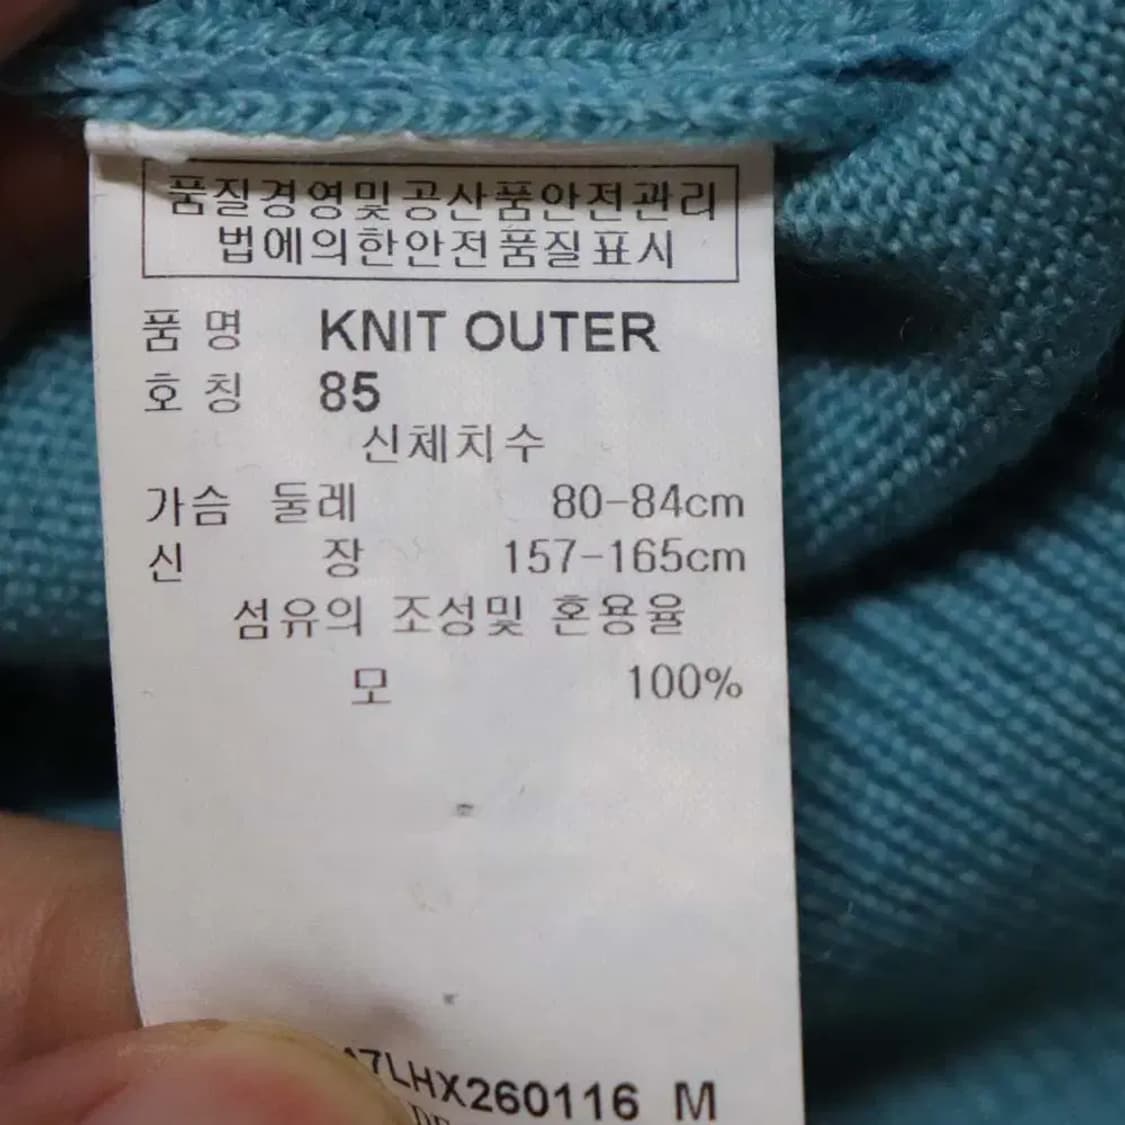 품질경영및공산품안전관리
법에의한안전품질표시
품 명 KNIT OUTER
호 칭 85
신체치수
가슴 둘레 80-84cm
신 장 157-165cm
섬유의 조성및 혼용율
모 100%
7LHX260116 M